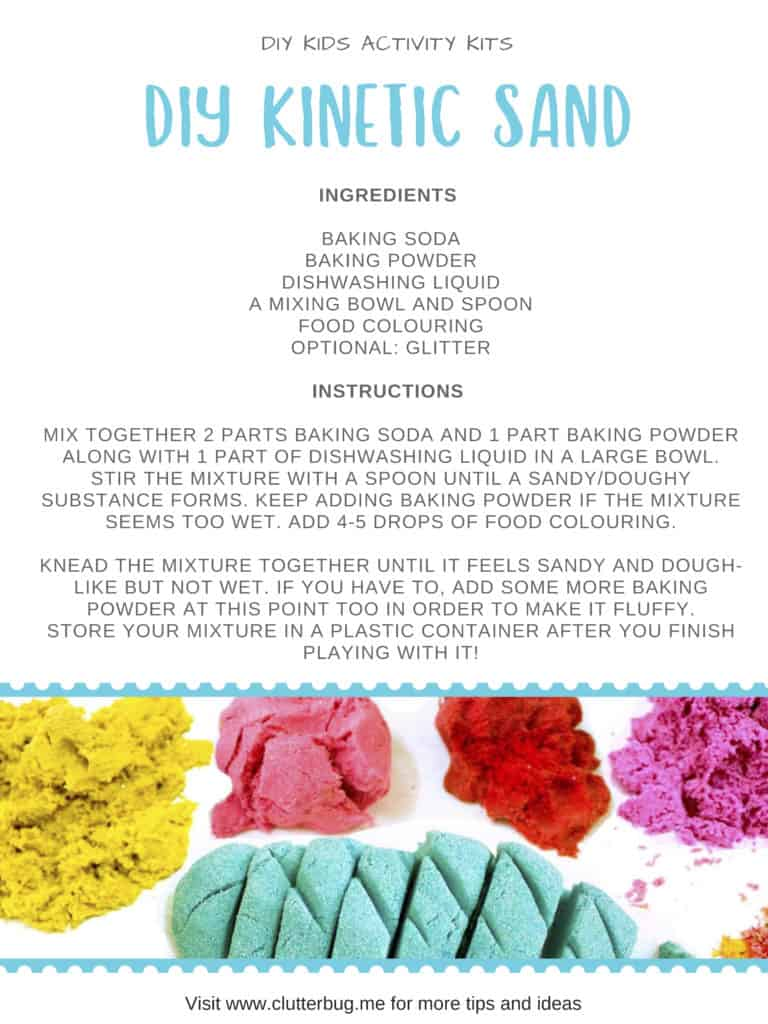 DIY KIDS ACTIVITY KITS
DIY KINETIC SAND
INGREDIENTS
BAKING SODA
BAKING POWDER
DISHWASHING LIQUID
A MIXING BOWL AND SPOON
FOOD COLOURING
OPTIONAL: GLITTER
INSTRUCTIONS
MIX TOGETHER 2 PARTS BAKING SODA AND 1 PART BAKING POWDER
ALONG WITH 1 PART OF DISHWASHING LIQUID IN A LARGE BOWL.
STIR THE MIXTURE WITH A SPOON UNTIL A SANDY/DOUGHY
SUBSTANCE FORMS. KEEP ADDING BAKING POWDER IF THE MIXTURE
SEEMS TOO WET. ADD 4-5 DROPS OF FOOD COLOURING.
KNEAD THE MIXTURE TOGETHER UNTIL IT FEELS SANDY AND DOUGH-
LIKE BUT NOT WET. IF YOU HAVE TO, ADD SOME MORE BAKING
POWDER AT THIS POINT TOO IN ORDER TO MAKE IT FLUFFY.
STORE YOUR MIXTURE IN A PLASTIC CONTAINER AFTER YOU FINISH
PLAYING WITH IT!
Visit www.clutterbug.me for more tips and ideas